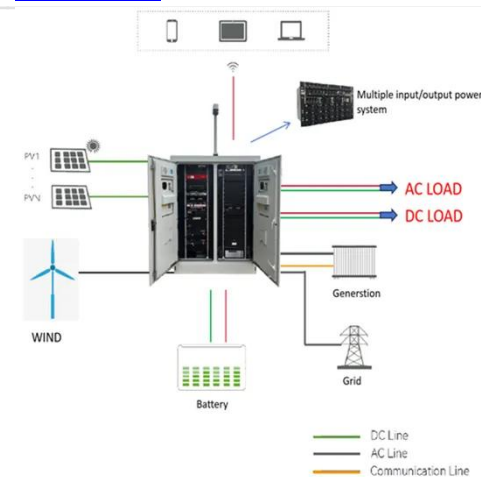 Multiple input/output power
system
PV1
PVN
AC LOAD
DC LOAD
WIND
Generstion
Grid
Battery
DC Line
AC Line
Communication Line